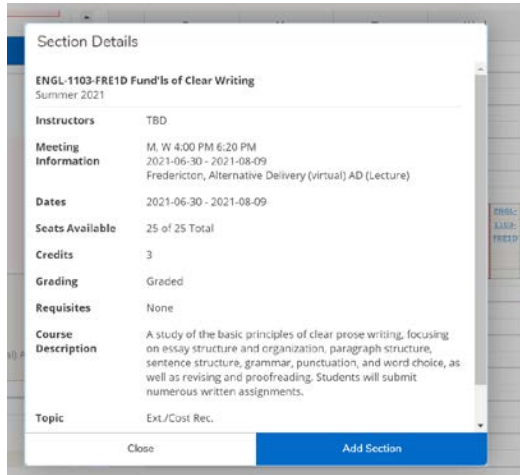 Section Details
ENGL-1103-FRE1D Fund'ls of Clear Writing
Summer 2021
Instructors TBD
Meeting Information M, W 4:00 PM 6:20 PM
2021-06-30 - 2021-08-09
Fredericton, Alternative Delivery (virtual) AD (Lecture)
Dates 2021-06-30 - 2021-08-09
Seats Available 25 of 25 Total
Credits 3
Grading Graded
Requisites None
Course Description A study of the basic principles of clear prose writing, focusing
on essay structure and organization, paragraph structure,
sentence structure, grammar, punctuation, and word choice, as
well as revising and proofreading. Students will submit
numerous written assignments.
Topic Ext./Cost Rec.
Close Add Section
ENGL-
1103-
FRE1D